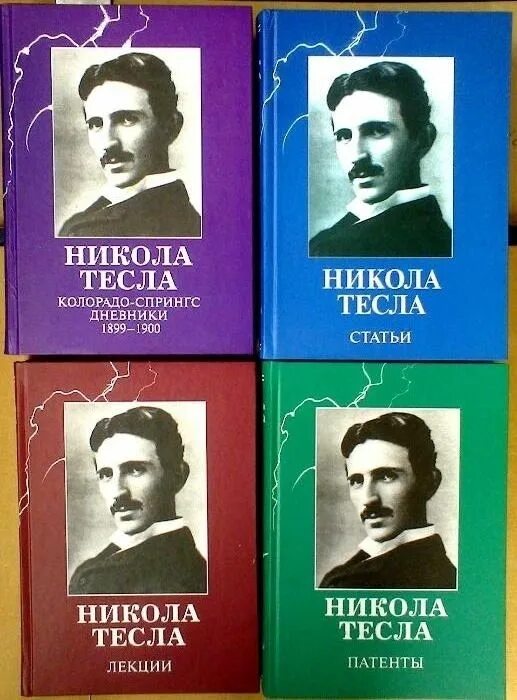 НИКОЛА
ТЕСЛА
КОЛОРАДО-СПРИНГС
ДНЕВНИКИ
1899–1900
НИКОЛА
ТЕСЛА
СТАТЬИ
НИКОЛА
ТЕСЛА
ЛЕКЦИИ
НИКОЛА
ТЕСЛА
ПАТЕНТЫ